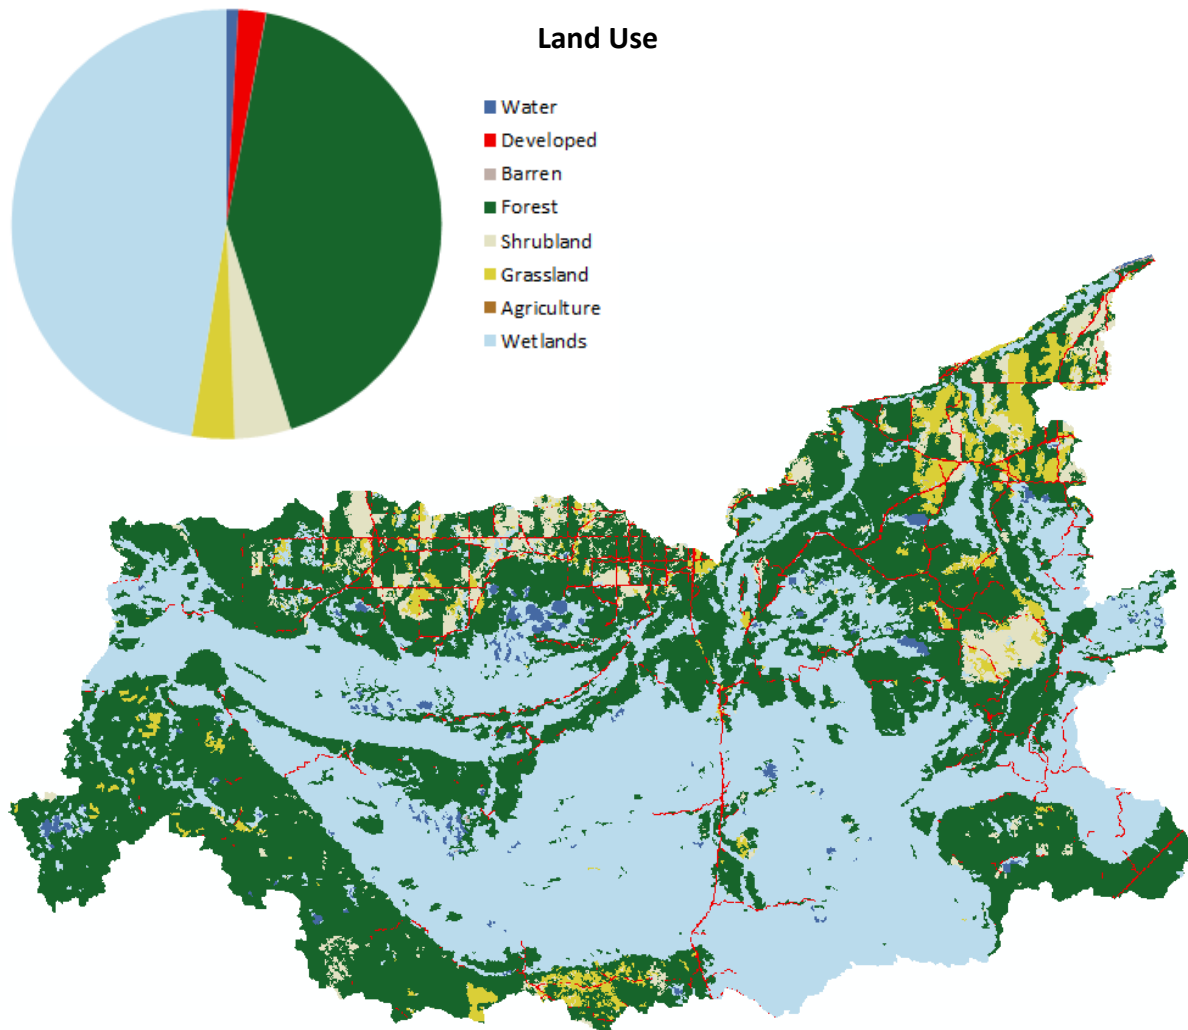 Land Use
Water
Developed
Barren
Forest
Shrubland
Grassland
Agriculture
Wetlands